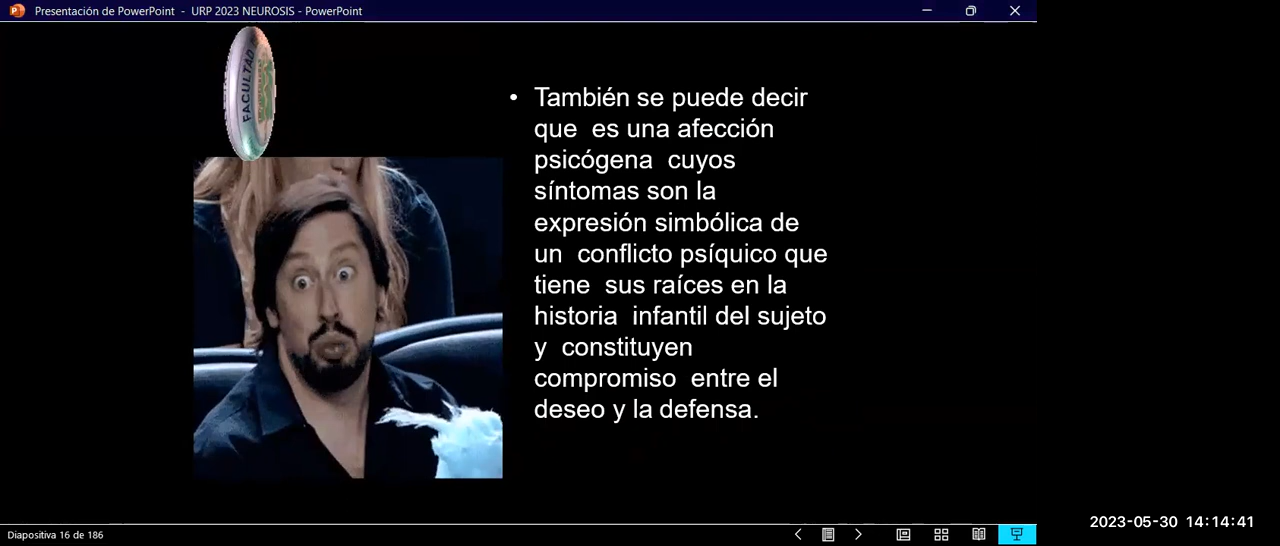 Presentación de PowerPoint - URP 2023 NEUROSIS - PowerPoint
FACULTAD
• También se puede decir
que es una afección
psicógena cuyos
síntomas son la
expresión simbólica de
un conflicto psíquico que
tiene sus raíces en la
historia infantil del sujeto
y constituyen
compromiso entre el
deseo y la defensa.
Diapositiva 16 de 186
2023-05-30 14:14:41